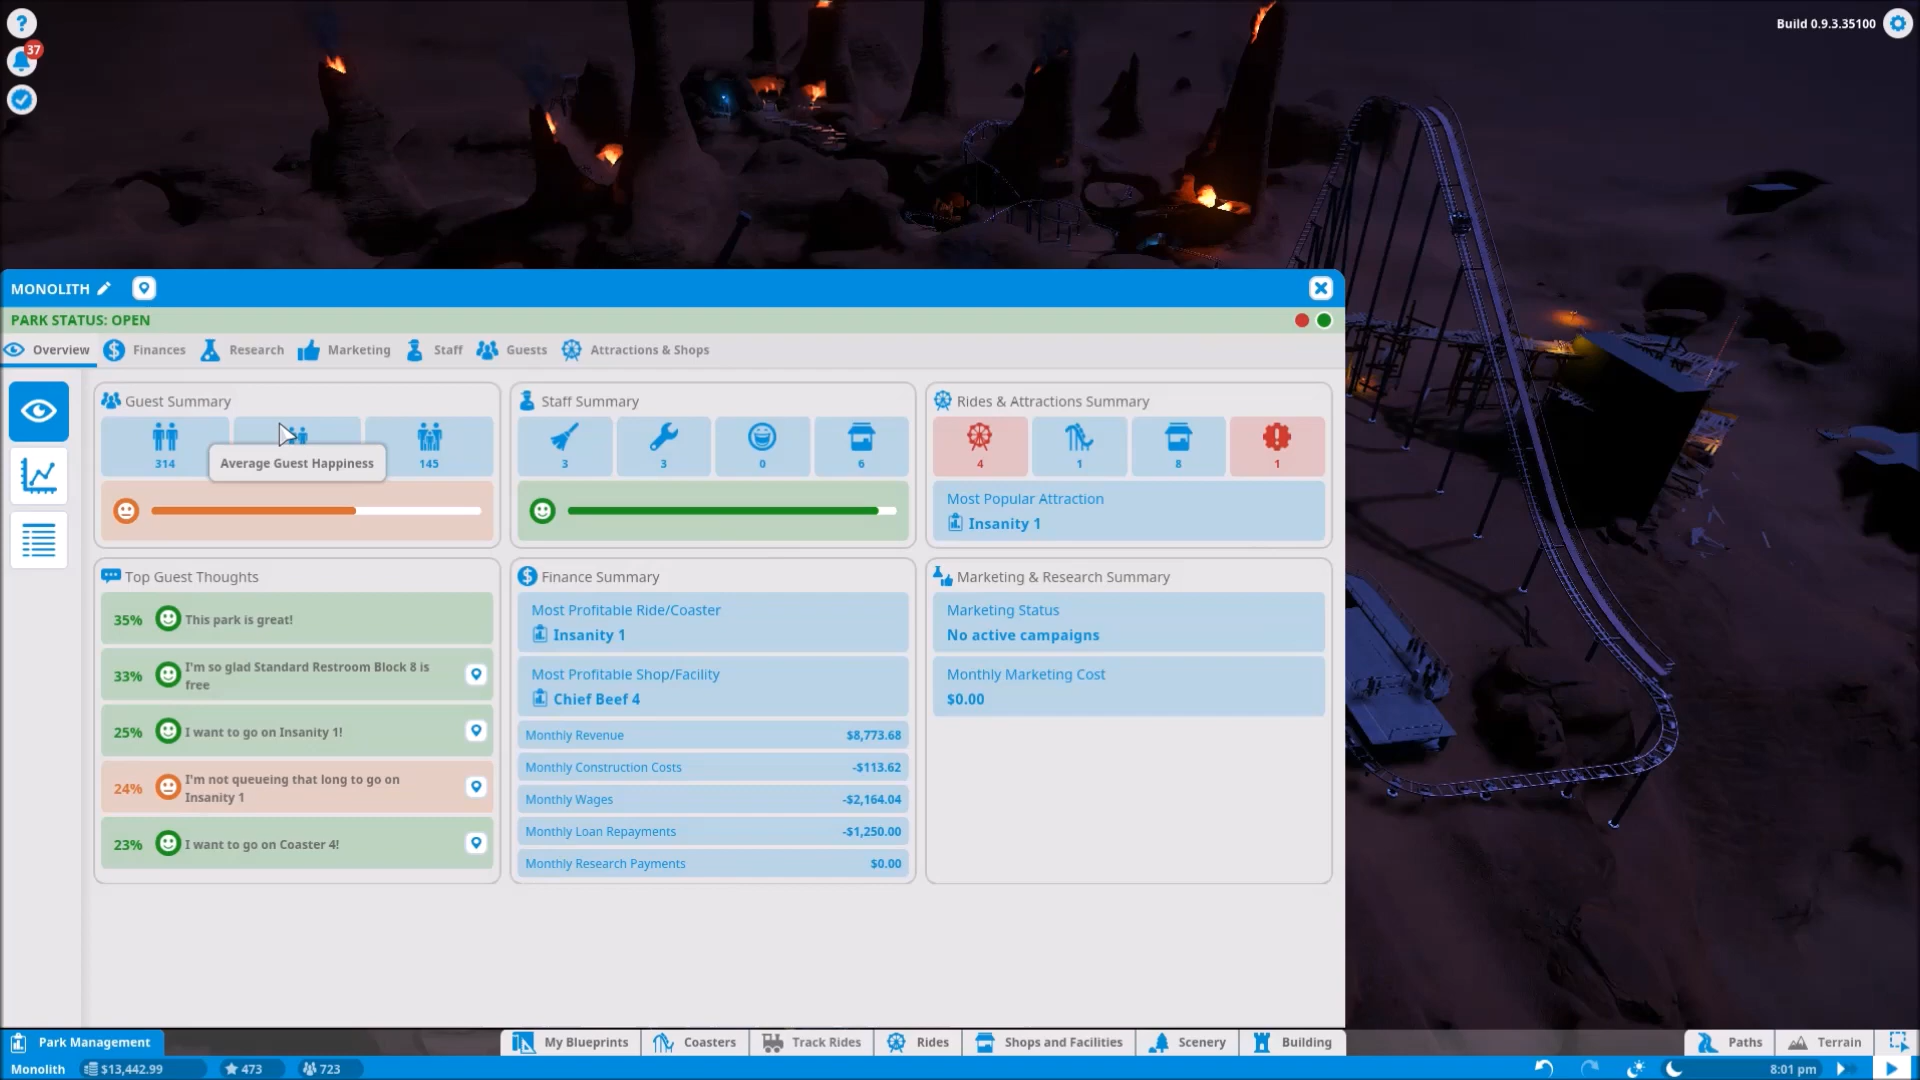 Build 0.9.3.35100
?
37
MONOLITH
PARK STATUS: OPEN
Overview
Finances
Research
Marketing
Staff
Guests
Attractions & Shops
Guest Summary
314
Average Guest Happiness
145
Staff Summary
3
3
0
6
Rides & Attractions Summary
4
1
8
1
Most Popular Attraction
Insanity 1
Top Guest Thoughts
35% This park is great!
33% I'm so glad Standard Restroom Block 8 is
free
25% I want to go on Insanity 1!
24% I'm not queueing that long to go on
Insanity 1
23% I want to go on Coaster 4!
Finance Summary
Most Profitable Ride/Coaster
Insanity 1
Most Profitable Shop/Facility
Chief Beef 4
Monthly Revenue $8,773.68
Monthly Construction Costs -$113.62
Monthly Wages -$2,164.04
Monthly Loan Repayments -$1,250.00
Monthly Research Payments $0.00
Marketing & Research Summary
Marketing Status
No active campaigns
Monthly Marketing Cost
$0.00
Park Management
My Blueprints
Coasters
Track Rides
Rides
Shops and Facilities
Scenery
Building
Paths
Terrain
Monolith
$13,442.99
473
723
8:01 pm